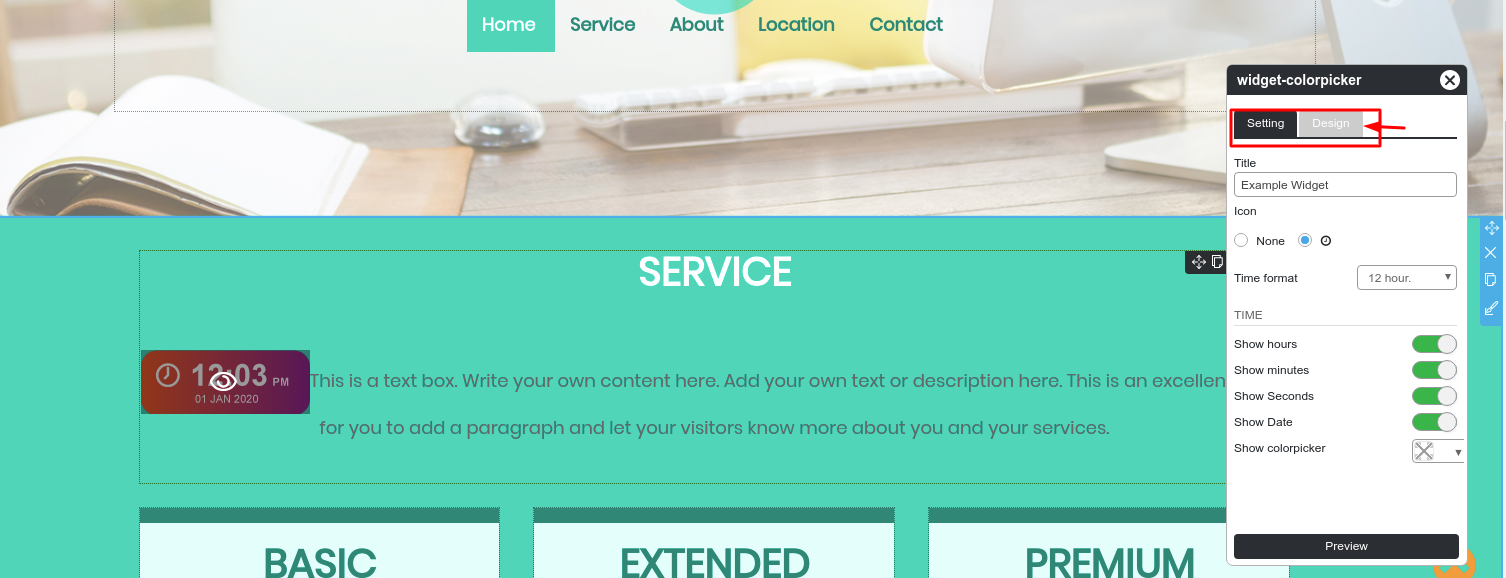 Home Service About Location Contact
widget-colorpicker
Setting Design
Title
Example Widget
Icon
None
Time format 12 hour.
TIME
Show hours
Show minutes
Show Seconds
Show Date
Show colorpicker
Preview
SERVICE
12:03 PM
01 JAN 2020
This is a text box. Write your own content here. Add your own text or description here. This is an excellen
for you to add a paragraph and let your visitors know more about you and your services.
BASIC EXTENDED PREMIUM